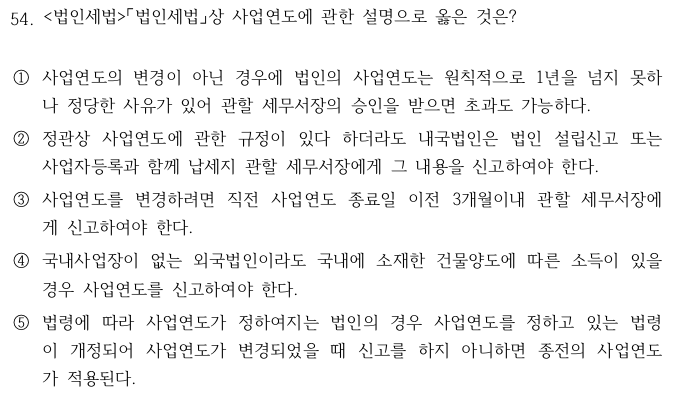 54. <법인세법>「법인세법」상 사업연도에 관한 설명으로 옳은 것은?
① 사업연도의 변경이 아닌 경우에 법인의 사업연도는 원칙적으로 1년을 넘지 못하
나 정당한 사유가 있어 관할 세무서장의 승인을 받으면 초과도 가능하다.
② 정관상 사업연도에 관한 규정이 있다 하더라도 내국법인은 법인 설립신고 또는
사업자등록과 함께 납세지 관할 세무서장에게 그 내용을 신고하여야 한다.
③ 사업연도를 변경하려면 직전 사업연도 종료일 이전 3개월이내 관할 세무서장에
게 신고하여야 한다.
④ 국내사업장이 없는 외국법인이라도 국내에 소재한 건물양도에 따른 소득이 있을
경우 사업연도를 신고하여야 한다.
⑤ 법령에 따라 사업연도가 정하여지는 법인의 경우 사업연도를 정하고 있는 법령
이 개정되어 사업연도가 변경되었을 때 신고를 하지 아니하면 종전의 사업연도
가 적용된다.